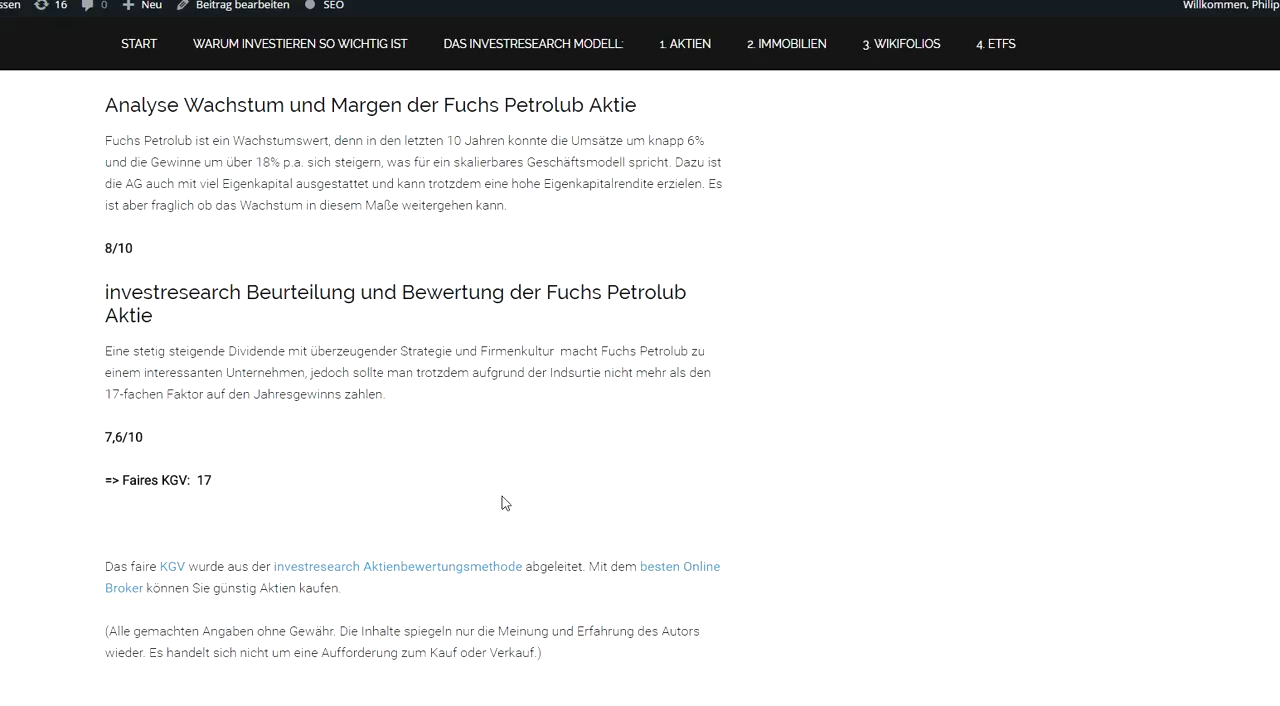 ssen 16 0 Neu Beitrag bearbeiten SEO Willkommen, Philip
START WARUM INVESTIEREN SO WICHTIG IST DAS INVESTRESEARCH MODELL: 1. AKTIEN 2. IMMOBILIEN 3. WIKIFOLIOS 4. ETFS
Analyse Wachstum und Margen der Fuchs Petrolub Aktie
Fuchs Petrolub ist ein Wachstumswert, denn in den letzten 10 Jahren konnte die Umsätze um knapp 6%
und die Gewinne um über 18% p.a. sich steigern, was für ein skalierbares Geschäftsmodell spricht. Dazu ist
die AG auch mit viel Eigenkapital ausgestattet und kann trotzdem eine hohe Eigenkapitalrendite erzielen. Es
ist aber fraglich ob das Wachstum in diesem Maße weitergehen kann.
8/10
investresearch Beurteilung und Bewertung der Fuchs Petrolub
Aktie
Eine stetig steigende Dividende mit überzeugender Strategie und Firmenkultur macht Fuchs Petrolub zu
einem interessanten Unternehmen, jedoch sollte man trotzdem aufgrund der Indsurtie nicht mehr als den
17-fachen Faktor auf den Jahresgewinns zahlen.
7,6/10
=> Faires KGV: 17
Das faire KGV wurde aus der investresearch Aktienbewertungsmethode abgeleitet. Mit dem besten Online
Broker können Sie günstig Aktien kaufen.
(Alle gemachten Angaben ohne Gewähr. Die Inhalte spiegeln nur die Meinung und Erfahrung des Autors
wieder. Es handelt sich nicht um eine Aufforderung zum Kauf oder Verkauf.)